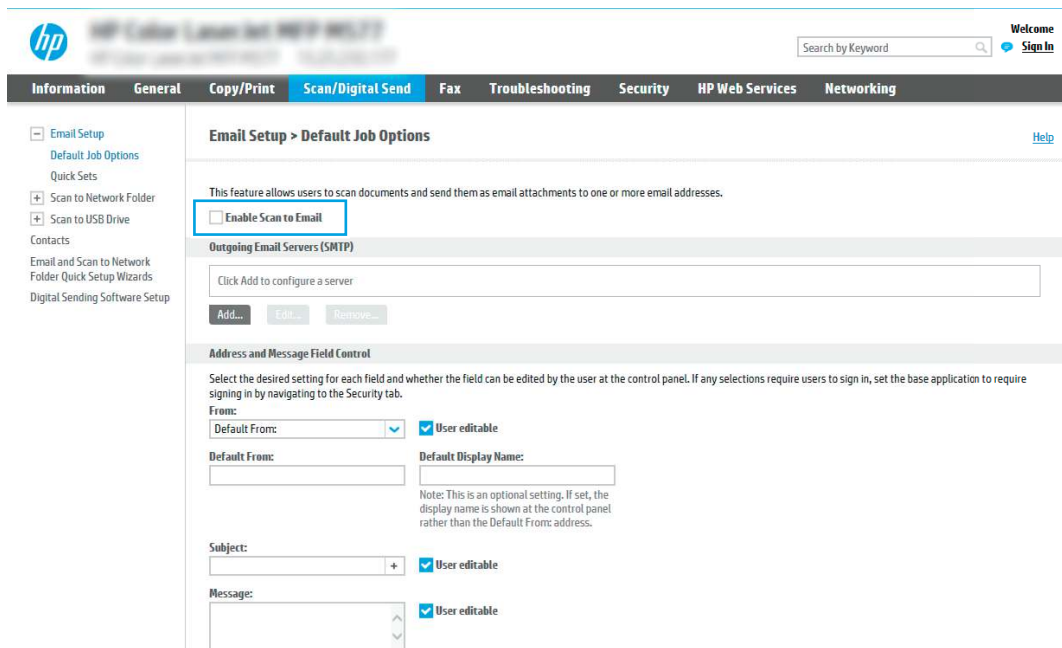 hp
Welcome
Search by Keyword
Sign In
Information General Copy/Print Scan/Digital Send Fax Troubleshooting Security HP Web Services Networking
Email Setup
Default Job Options
Quick Sets
Scan to Network Folder
Scan to USB Drive
Contacts
Email and Scan to Network
Folder Quick Setup Wizards
Digital Sending Software Setup
Email Setup > Default Job Options
Help
This feature allows users to scan documents and send them as email attachments to one or more email addresses.
Enable Scan to Email
Outgoing Email Servers (SMTP)
Click Add to configure a server
Add... Edit... Remove...
Address and Message Field Control
Select the desired setting for each field and whether the field can be edited by the user at the control panel. If any selections require users to sign in, set the base application to require
signing in by navigating to the Security tab.
From:
Default From: User editable
Default From: Default Display Name:
Note: This is an optional setting. If set, the
display name is shown at the control panel
rather than the Default From: address.
Subject:
+ User editable
Message:
User editable